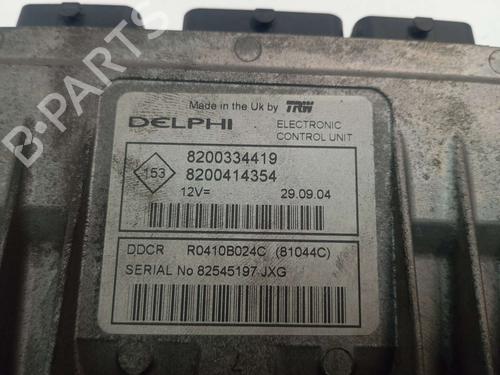 B-PARTS
Made in the Uk by TRW
DELPHI ELECTRONIC
CONTROL UNIT
153 8200334419
8200414354
12V= 29.09.04
DDCR R0410B024C (81044C)
SERIAL No 82545197 JXG